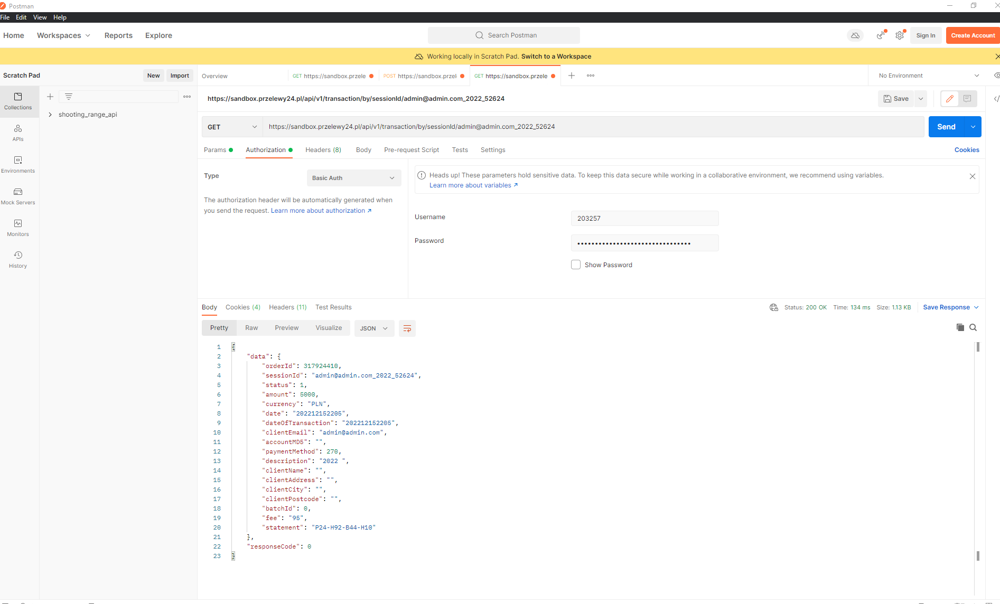 Postman
File Edit View Help
Home Workspaces Reports Explore Search Postman Sign In Create Account
Working locally in Scratch Pad. Switch to a Workspace
Scratch Pad New Import Overview GET https://sandbox.przele POST https://sandbox.przel GET https://sandbox.przele No Environment
https://sandbox.przelewy24.pl/api/v1/transaction/by/sessionId/admin@admin.com_2022_52624 Save
Collections
shooting_range_api
GET https://sandbox.przelewy24.pl/api/v1/transaction/by/sessionId/admin@admin.com_2022_52624 Send
APIs
Params Authorization Headers (8) Body Pre-request Script Tests Settings Cookies
Environments
Type Basic Auth
Heads up! These parameters hold sensitive data. To keep this data secure while working in a collaborative environment, we recommend using variables.
Learn more about variables
Mock Servers
The authorization header will be automatically generated when
you send the request. Learn more about authorization
Username 203257
Monitors
Password ••••••••••••••••••••••••••••••••
Show Password
History
Body Cookies (4) Headers (11) Test Results Status: 200 OK Time: 134 ms Size: 1.13 KB Save Response
Pretty Raw Preview Visualize JSON
1 {
2 "data": {
3 "orderId": 317924410,
4 "sessionId": "admin@admin.com_2022_52624",
5 "status": 1,
6 "amount": 5000,
7 "currency": "PLN",
8 "date": "202212152205",
9 "dateOfTransaction": "202212152205",
10 "clientEmail": "admin@admin.com",
11 "accountMD5": "",
12 "paymentMethod": 270,
13 "description": "2022 ",
14 "clientName": "",
15 "clientAddress": "",
16 "clientCity": "",
17 "clientPostcode": "",
18 "batchId": 0,
19 "fee": "95",
20 "statement": "P24-H92-B44-H10"
21 },
22 "responseCode": 0
23 }